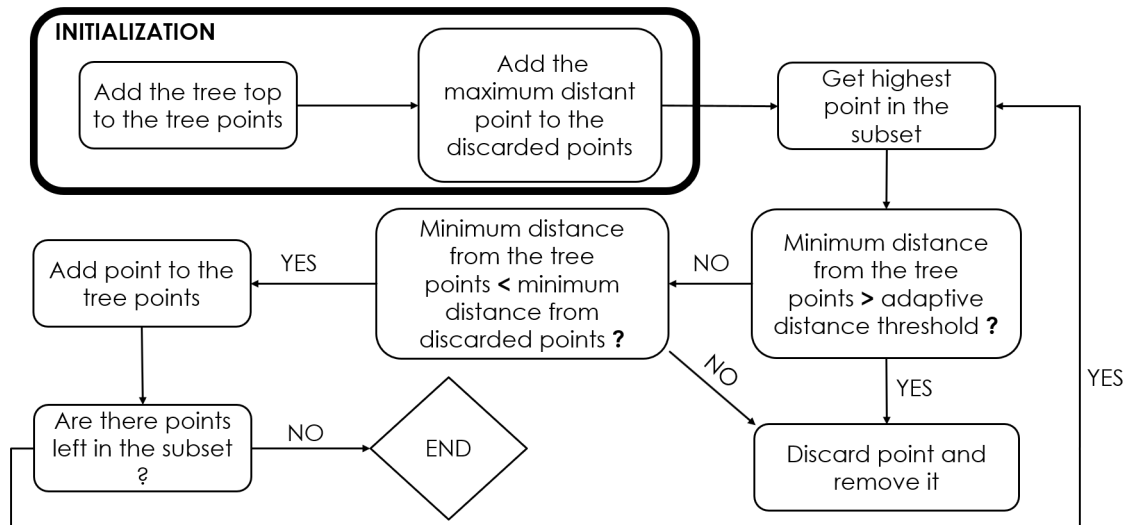 INITIALIZATION
Add the tree top
to the tree points
Add the
maximum distant
point to the
discarded points
Get highest
point in the
subset
Minimum distance
from the tree
points > adaptive
distance threshold ?
NO
YES
Minimum distance
from the tree
points < minimum
distance from
discarded points ?
YES
NO
Add point to the
tree points
Are there points
left in the subset
?
NO
END
Discard point and
remove it
YES